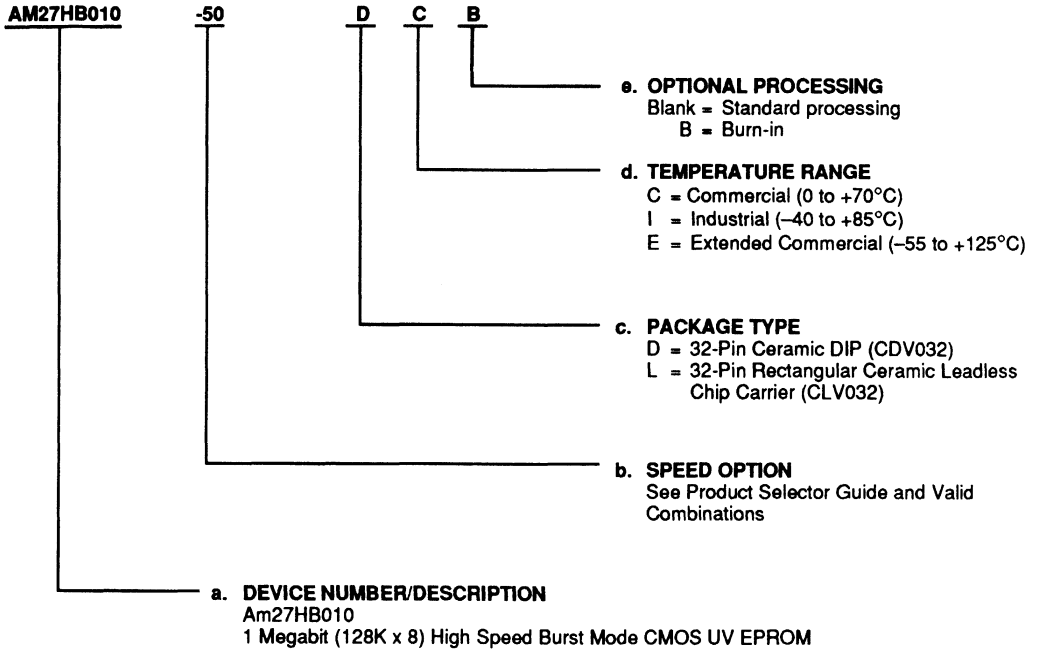 AM27HB010 -50 D C B
e. OPTIONAL PROCESSING
Blank = Standard processing
B = Burn-in
d. TEMPERATURE RANGE
C = Commercial (0 to +70°C)
I = Industrial (–40 to +85°C)
E = Extended Commercial (–55 to +125°C)
c. PACKAGE TYPE
D = 32-Pin Ceramic DIP (CDV032)
L = 32-Pin Rectangular Ceramic Leadless
Chip Carrier (CLV032)
b. SPEED OPTION
See Product Selector Guide and Valid
Combinations
a. DEVICE NUMBER/DESCRIPTION
Am27HB010
1 Megabit (128K x 8) High Speed Burst Mode CMOS UV EPROM